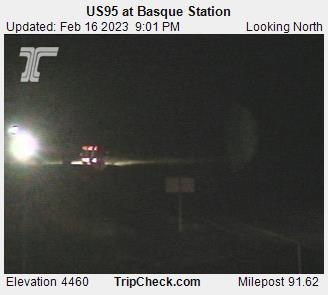 US95 at Basque Station
Updated: Feb 16 2023 9:01 PM Looking North
Elevation 4460 TripCheck.com Milepost 91.62